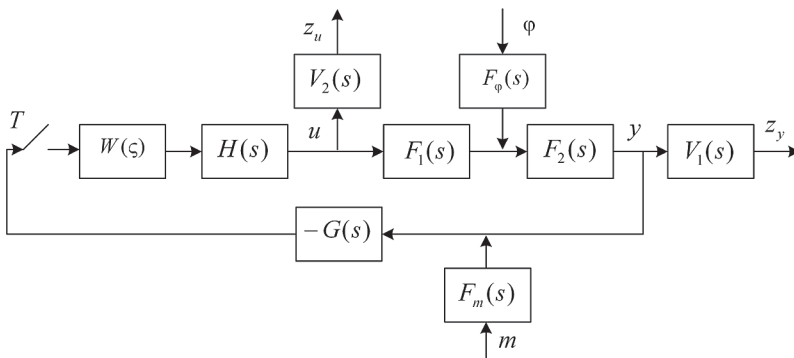 z_u
φ
V_2(s)
F_φ(s)
T
W(ς)
H(s)
u
F_1(s)
F_2(s)
y
V_1(s)
z_y
−G(s)
F_m(s)
m